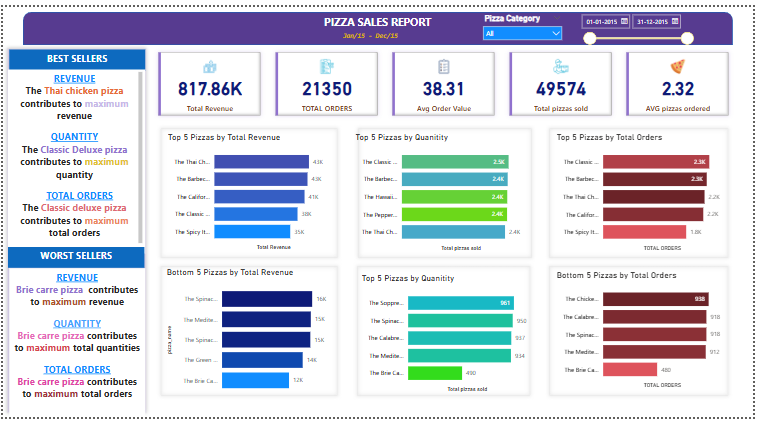 PIZZA SALES REPORT
Jan/15 - Dec/15
Pizza Category
All
01-01-2015
31-12-2015
BEST SELLERS
REVENUE
The Thai chicken pizza
contributes to maximum
revenue
QUANTITY
The Classic Deluxe pizza
contributes to maximum
quantity
TOTAL ORDERS
The Classic deluxe pizza
contributes to maximum
total orders
WORST SELLERS
REVENUE
Brie carre pizza contributes
to maximum revenue
QUANTITY
Brie carre pizza contributes
to maximum total quantities
TOTAL ORDERS
Brie carre pizza contributes
to maximum total orders
817.86K
Total Revenue
21350
TOTAL ORDERS
38.31
Avg Order Value
49574
Total pizzas sold
2.32
AVG pizzas ordered
Top 5 Pizzas by Total Revenue
The Thai Ch... 43K
The Barbec... 43K
The Califor... 41K
The Classic ... 38K
The Spicy It... 35K
Total Revenue
Top 5 Pizzas by Qunatity
The Classic ... 2.5K
The Barbec... 2.4K
The Hawai... 2.4K
The Pepper... 2.4K
The Thai Ch... 2.4K
Total pizzas sold
Top 5 Pizzas by Total Orders
The Classic ... 2.3K
The Barbec... 2.3K
The Thai Ch... 2.2K
The Califor... 2.2K
The Spicy It... 1.8K
TOTAL ORDERS
Bottom 5 Pizzas by Total Revenue
pizza_name
The Spinac... 16K
The Medite... 15K
The Spinac... 15K
The Green ... 14K
The Brie Ca... 12K
Top 5 Pizzas by Qunatity
The Soppre... 961
The Spinac... 950
The Calabre... 937
The Medite... 934
The Brie Ca... 490
Total pizzas sold
Bottom 5 Pizzas by Total Orders
The Chicke... 938
The Calabre... 918
The Spinac... 918
The Medite... 912
The Brie Ca... 480
TOTAL ORDERS